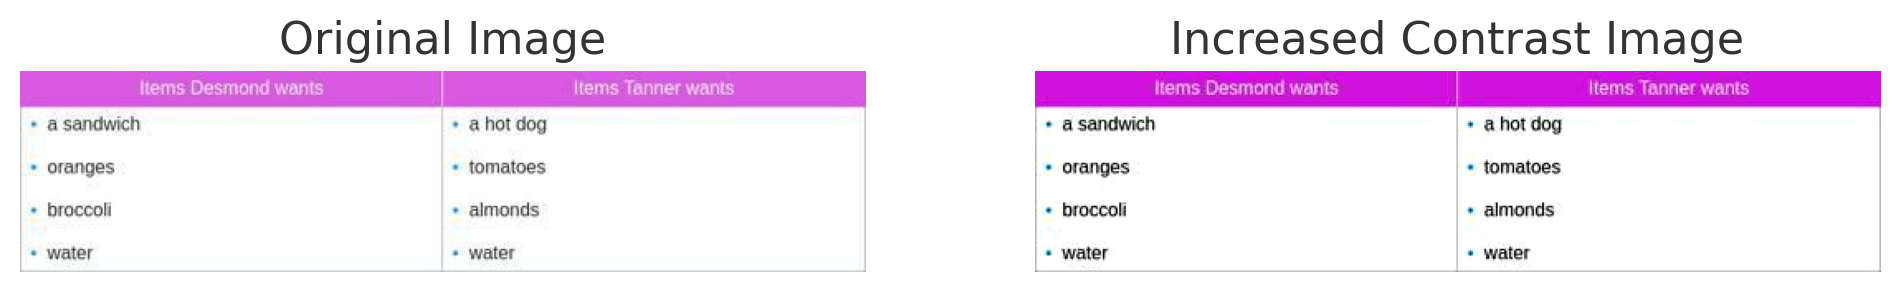 Original Image
Increased Contrast Image
Items Desmond wants
Items Tanner wants
• a sandwich
• oranges
• broccoli
• water
• a hot dog
• tomatoes
• almonds
• water
Items Desmond wants
Items Tanner wants
• a sandwich
• oranges
• broccoli
• water
• a hot dog
• tomatoes
• almonds
• water